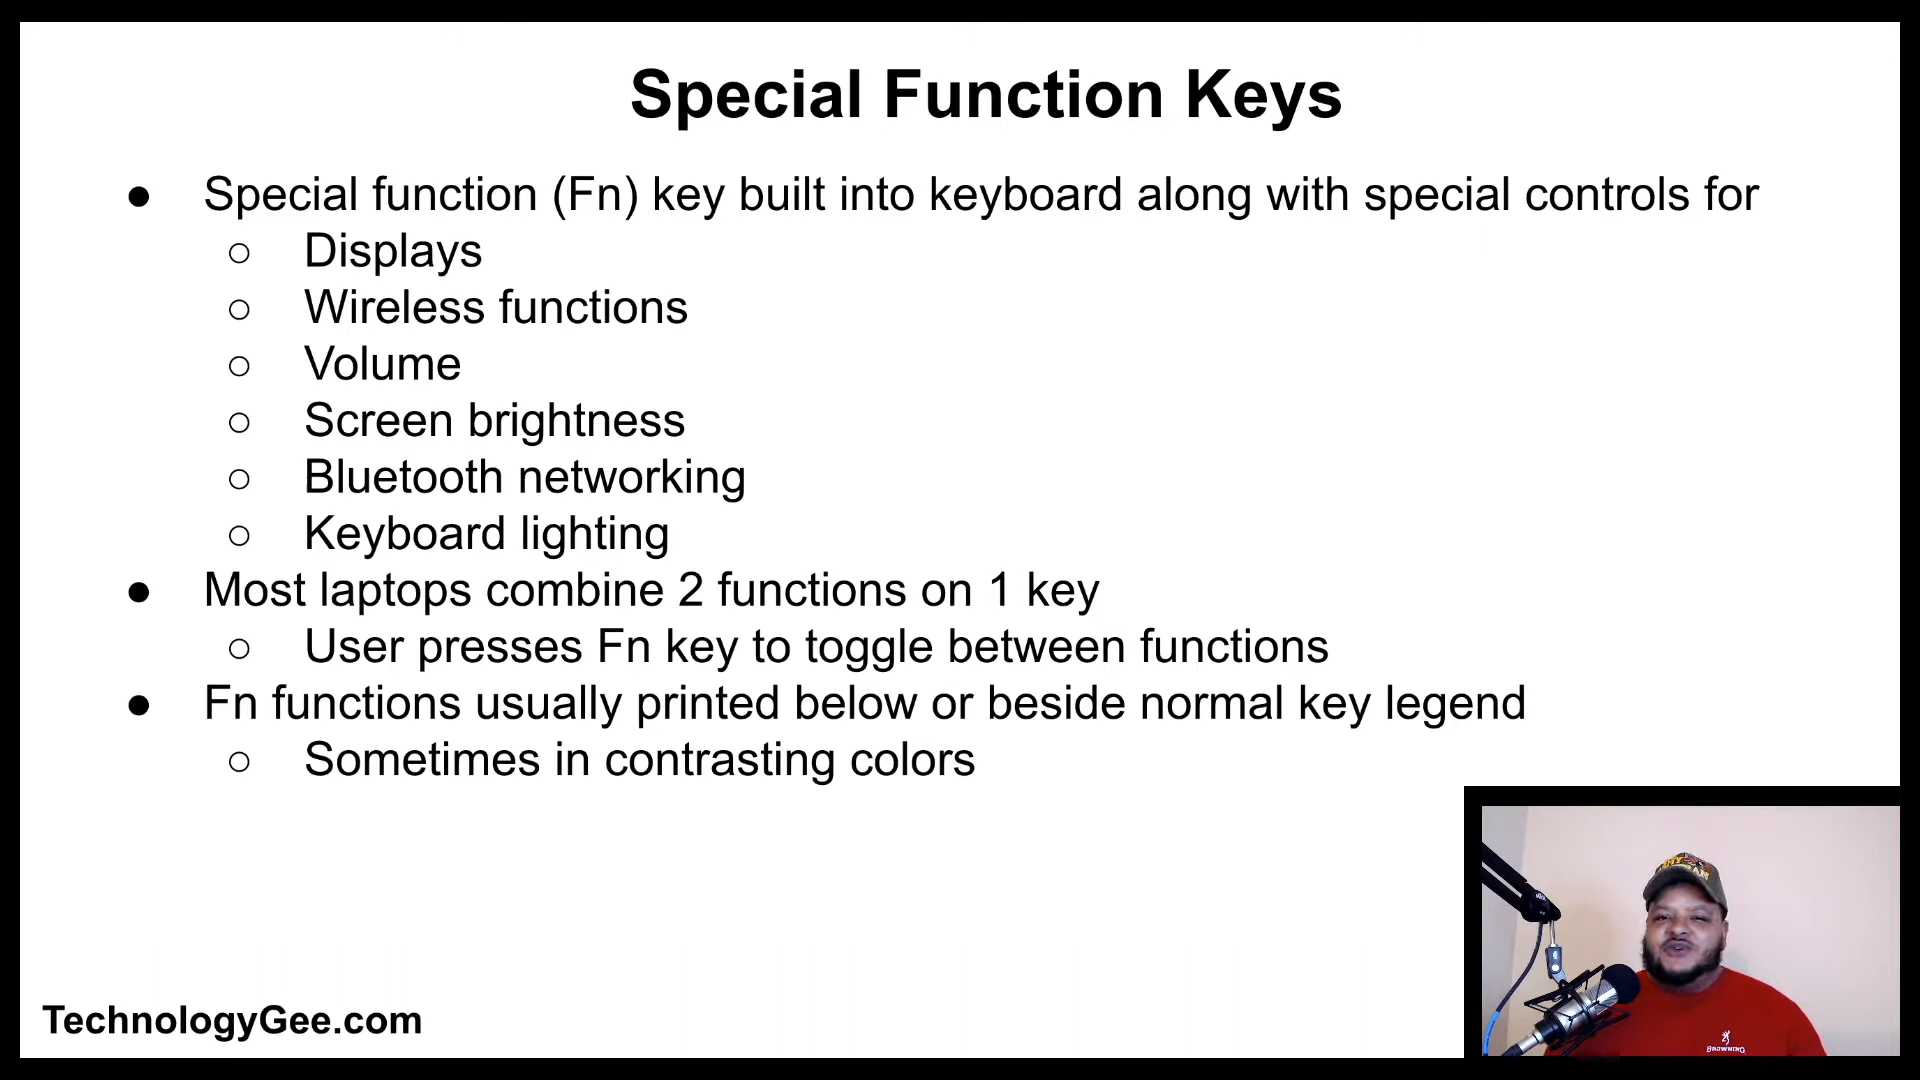 Special Function Keys
● Special function (Fn) key built into keyboard along with special controls for
○ Displays
○ Wireless functions
○ Volume
○ Screen brightness
○ Bluetooth networking
○ Keyboard lighting
● Most laptops combine 2 functions on 1 key
○ User presses Fn key to toggle between functions
● Fn functions usually printed below or beside normal key legend
○ Sometimes in contrasting colors
TechnologyGee.com
BROWNING